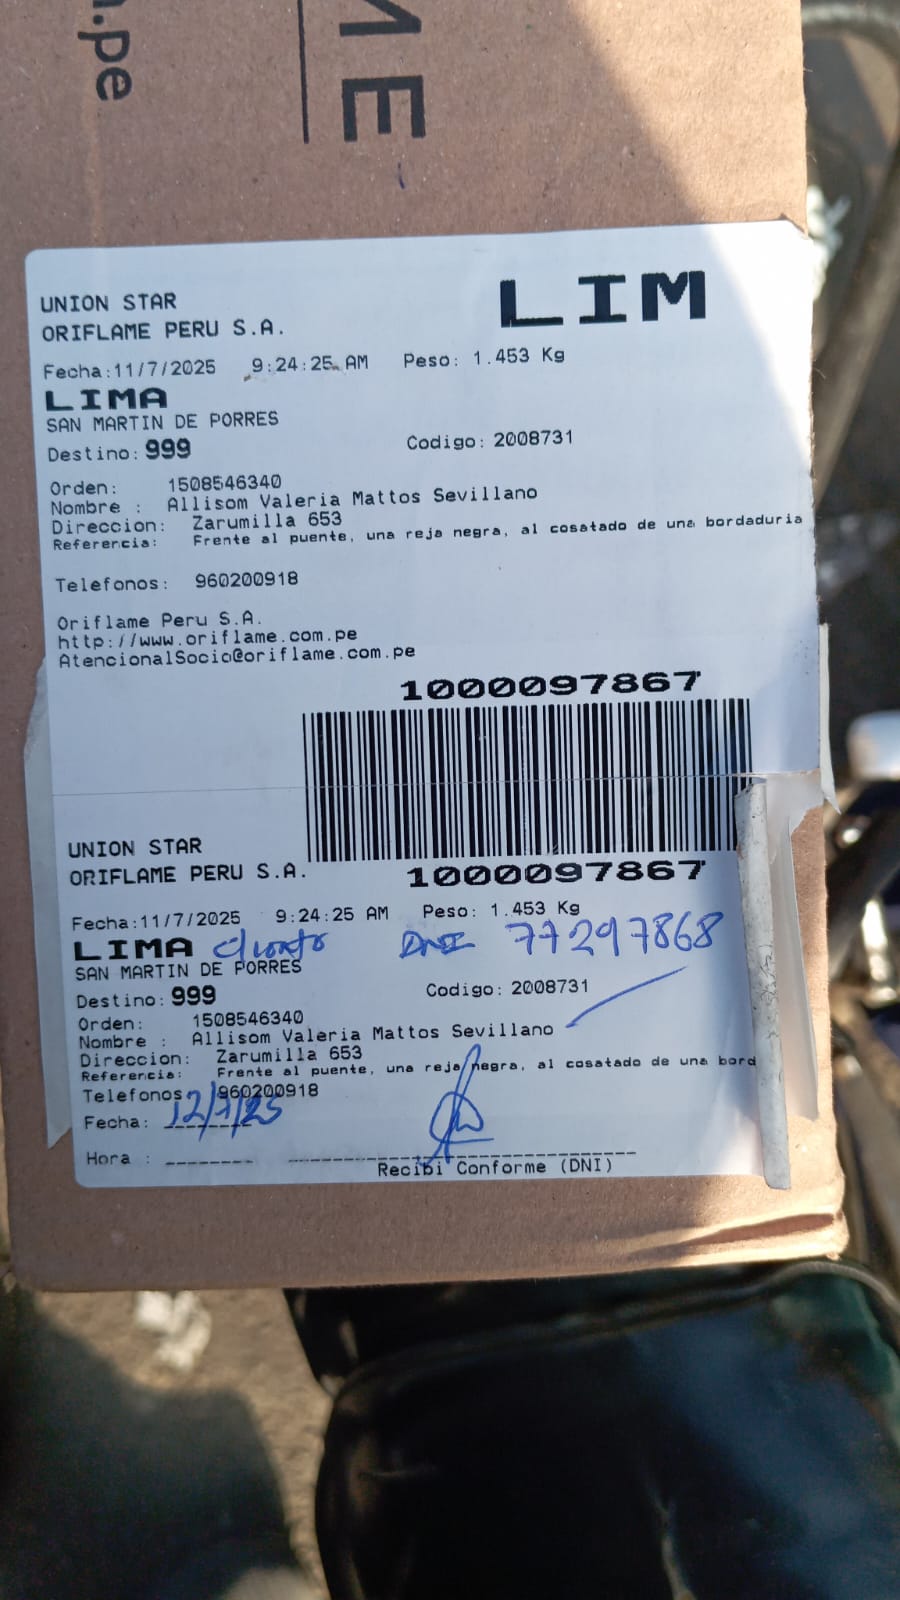 .pe
ME
UNION STAR
LIM
ORIFLAME PERU S.A.
Fecha:11/7/2025 9:24:25 AM Peso: 1.453 Kg
LIMA
SAN MARTIN DE PORRES
Destino: 999 Codigo: 2008731
Orden: 1508546340
Nombre : Allisom Valeria Mattos Sevillano
Direccion: Zarumilla 653
Referercia: Frente al puente, una reja negra, al cosatado de una bordaduria
Telefonos: 960200918
Oriflame Peru S.A.
http://www.oriflame.com.pe
AtencionalSocio@oriflame.com.pe
1000097867
UNION STAR
ORIFLAME PERU S.A.
1000097867
Fecha:11/7/2025 9:24:25 AM Peso: 1.453 Kg
LIMA DNI 77297868
SAN MARTIN DE PORRES
Destino: 999 Codigo: 2008731
Orden: 1508546340
Nombre : Allisom Valeria Mattos Sevillano
Direccion: Zarumilla 653
Referercia: Frente al puente, una reja negra, al cosatado de una bord
Telefonos 960200918
Fecha: 12/7/25
Hora :
Recibi Conforme (DNI)